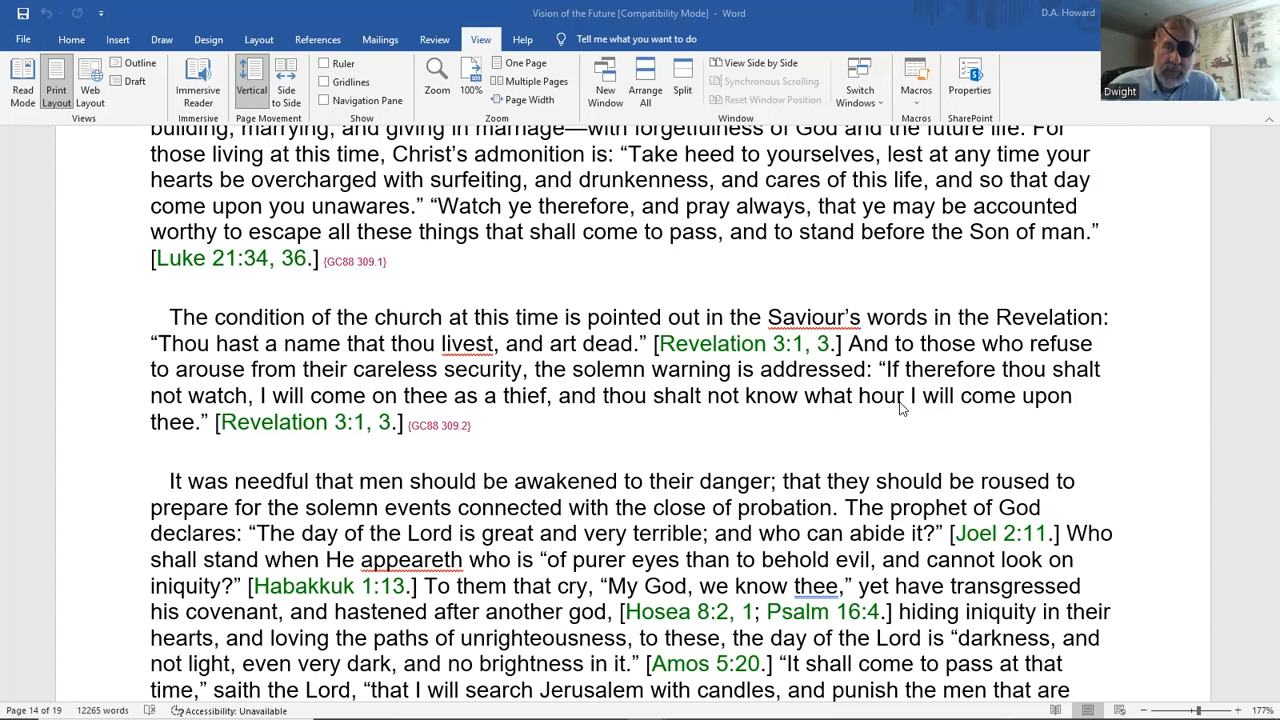 Vision of the Future [Compatibility Mode] - Word
D.A. Howard
File Home Insert Draw Design Layout References Mailings Review View Help Tell me what you want to do
Read Mode
Print Layout
Web Layout
Outline
Draft
Views
Immersive Reader
Immersive
Vertical
Side to Side
Page Movement
Ruler
Gridlines
Navigation Pane
Show
Zoom
100%
One Page
Multiple Pages
Page Width
Zoom
New Window
Arrange All
Split
View Side by Side
Synchronous Scrolling
Reset Window Position
Window
Switch Windows
Macros
Macros
Properties
SharePoint
Dwight
building, marrying, and giving in marriage—with forgetfulness of God and the future life. For
those living at this time, Christ’s admonition is: “Take heed to yourselves, lest at any time your
hearts be overcharged with surfeiting, and drunkenness, and cares of this life, and so that day
come upon you unawares.” “Watch ye therefore, and pray always, that ye may be accounted
worthy to escape all these things that shall come to pass, and to stand before the Son of man.”
[Luke 21:34, 36.] {GC88 309.1}
The condition of the church at this time is pointed out in the Saviour’s words in the Revelation:
“Thou hast a name that thou livest, and art dead.” [Revelation 3:1, 3.] And to those who refuse
to arouse from their careless security, the solemn warning is addressed: “If therefore thou shalt
not watch, I will come on thee as a thief, and thou shalt not know what hour I will come upon
thee.” [Revelation 3:1, 3.] {GC88 309.2}
It was needful that men should be awakened to their danger; that they should be roused to
prepare for the solemn events connected with the close of probation. The prophet of God
declares: “The day of the Lord is great and very terrible; and who can abide it?” [Joel 2:11.] Who
shall stand when He appeareth who is “of purer eyes than to behold evil, and cannot look on
iniquity?” [Habakkuk 1:13.] To them that cry, “My God, we know thee,” yet have transgressed
his covenant, and hastened after another god, [Hosea 8:2, 1; Psalm 16:4.] hiding iniquity in their
hearts, and loving the paths of unrighteousness, to these, the day of the Lord is “darkness, and
not light, even very dark, and no brightness in it.” [Amos 5:20.] “It shall come to pass at that
time,” saith the Lord, “that I will search Jerusalem with candles, and punish the men that are
Page 14 of 19 12265 words Accessibility: Unavailable 177%